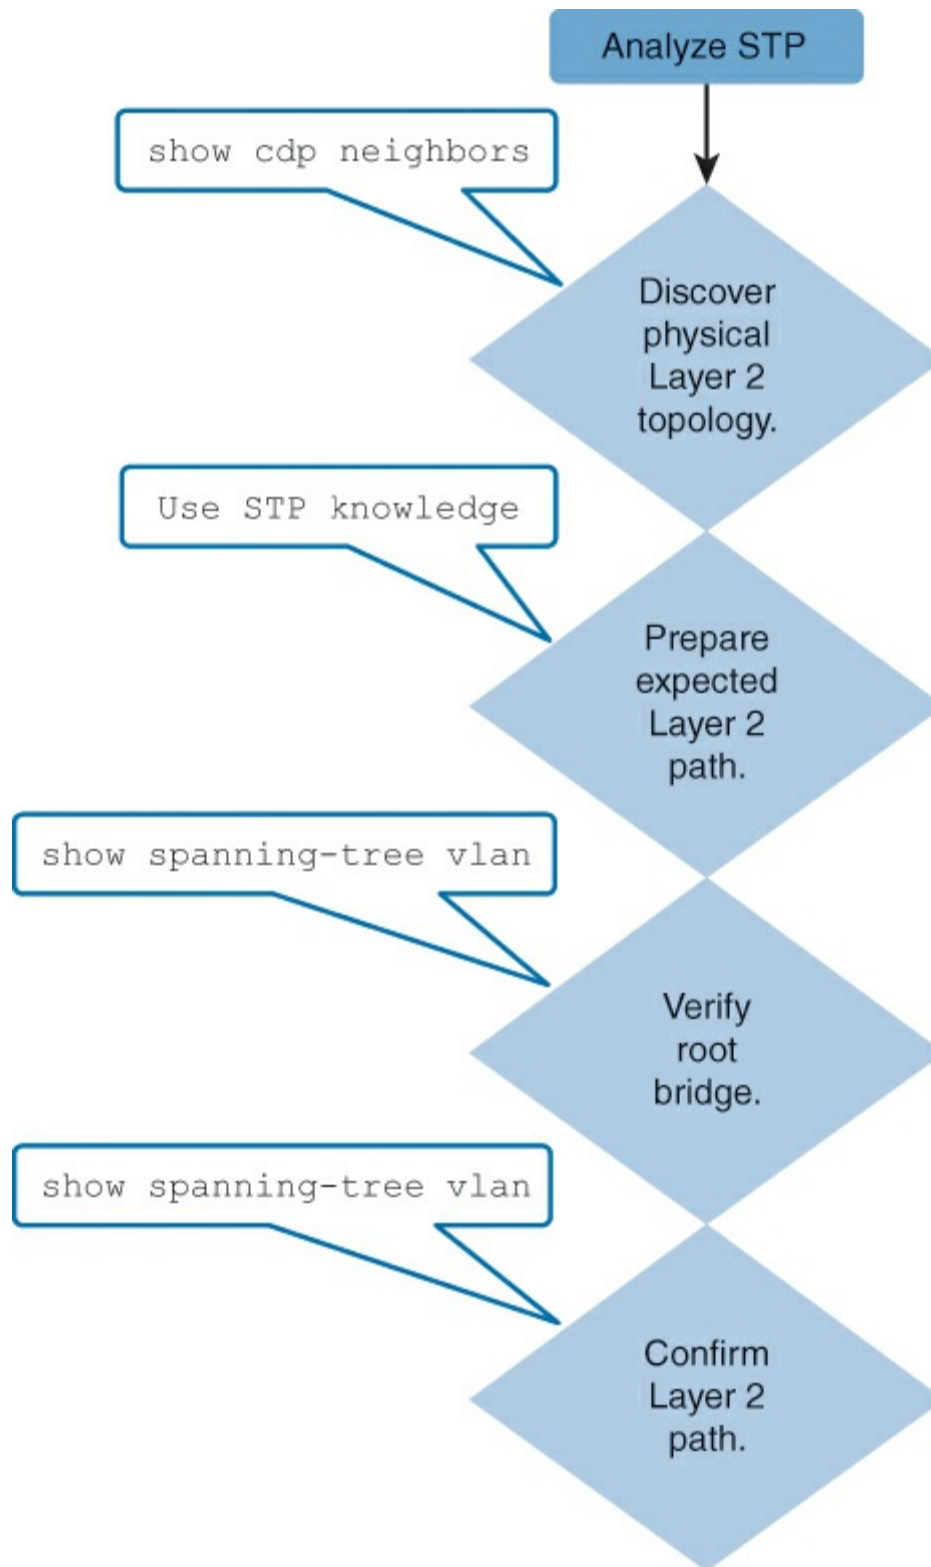 Analyze STP
show cdp neighbors
Discover
physical
Layer 2
topology.
Use STP knowledge
Prepare
expected
Layer 2
path.
show spanning-tree vlan
Verify
root
bridge.
show spanning-tree vlan
Confirm
Layer 2
path.